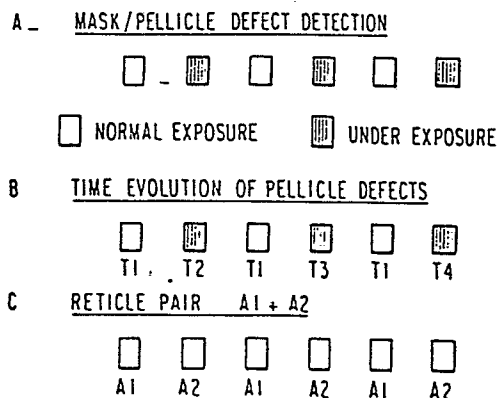 A_ MASK/PELLICLE DEFECT DETECTION
NORMAL EXPOSURE UNDER EXPOSURE
B TIME EVOLUTION OF PELLICLE DEFECTS
T1 T2 T1 T3 T1 T4
C RETICLE PAIR A1 + A2
A1 A2 A1 A2 A1 A2